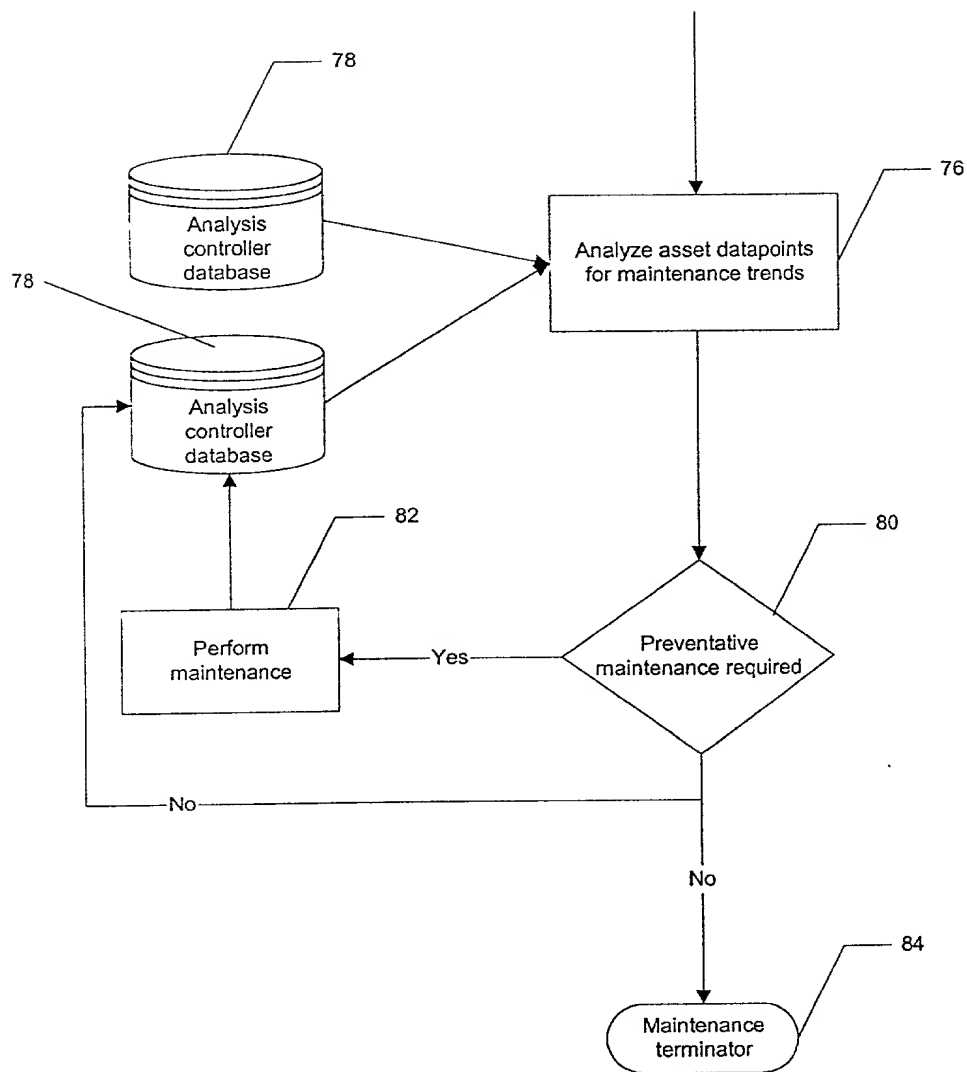 78
76
Analysis
controller
database
Analyze asset datapoints
for maintenance trends
78
Analysis
controller
database
82
80
Perform
maintenance
Yes
Preventative
maintenance required
No
No
84
Maintenance
terminator